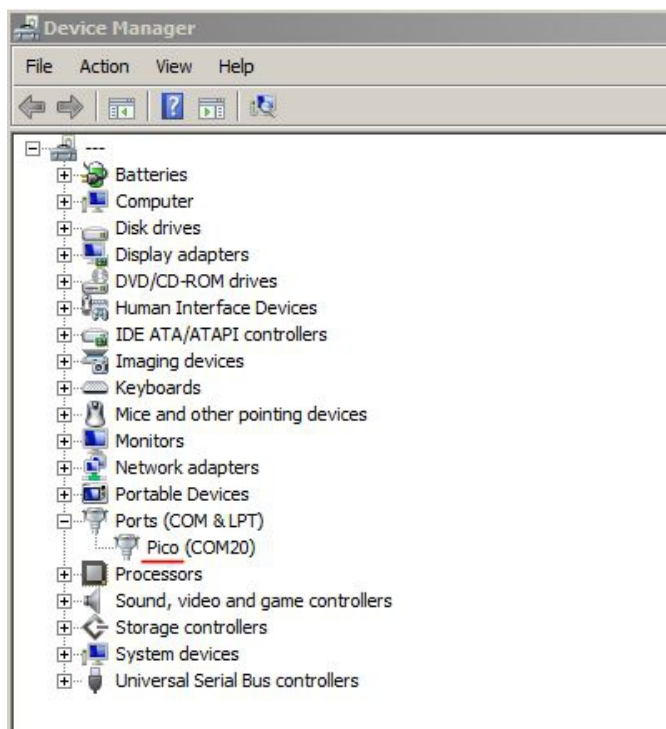 Device Manager
File Action View Help
---
Batteries
Computer
Disk drives
Display adapters
DVD/CD-ROM drives
Human Interface Devices
IDE ATA/ATAPI controllers
Imaging devices
Keyboards
Mice and other pointing devices
Monitors
Network adapters
Portable Devices
Ports (COM & LPT)
Pico (COM20)
Processors
Sound, video and game controllers
Storage controllers
System devices
Universal Serial Bus controllers